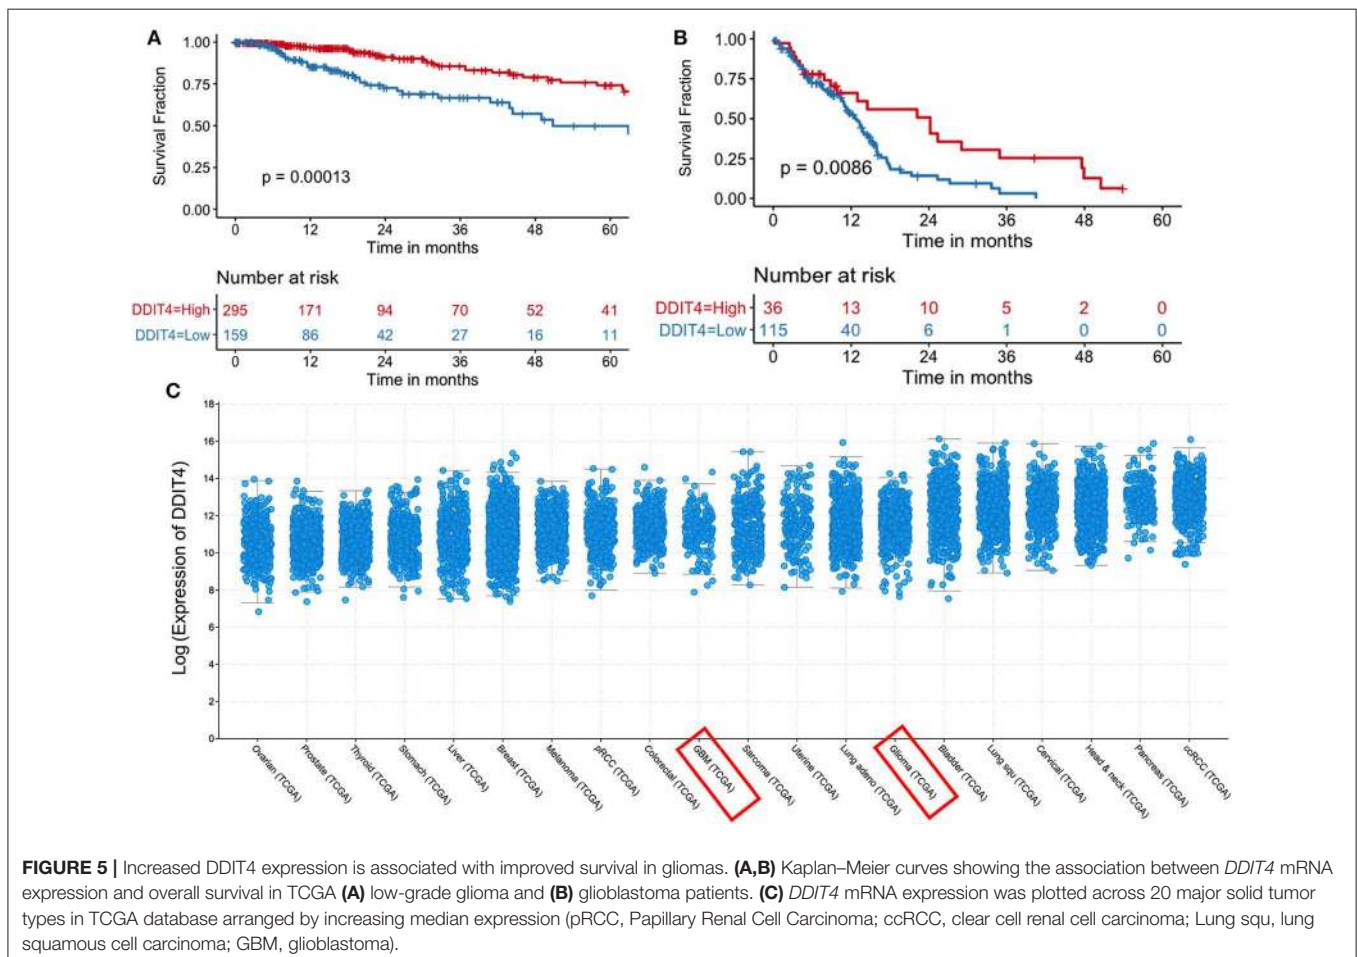 A
1.00
0.75
0.50
0.25
0.00
Survival Fraction
p = 0.00013
0 12 24 36 48 60
Time in months
Number at risk
DDIT4=High 295 171 94 70 52 41
DDIT4=Low 159 86 42 27 16 11
0 12 24 36 48 60
Time in months
B
1.00
0.75
0.50
0.25
0.00
Survival Fraction
p = 0.0086
0 12 24 36 48 60
Time in months
Number at risk
DDIT4=High 36 13 10 5 2 0
DDIT4=Low 115 40 6 1 0 0
0 12 24 36 48 60
Time in months
C
18
16
14
12
10
8
6
4
2
0
Log (Expression of DDIT4)
Ovarian (TCGA)
Prostate (TCGA)
Thyroid (TCGA)
Stomach (TCGA)
Liver (TCGA)
Breast (TCGA)
Melanoma (TCGA)
pRCC (TCGA)
Colorectal (TCGA)
GBM (TCGA)
Sarcoma (TCGA)
Uterine (TCGA)
Lung adeno (TCGA)
Glioma (TCGA)
Bladder (TCGA)
Lung squ (TCGA)
Cervical (TCGA)
Head & neck (TCGA)
Pancreas (TCGA)
ccRCC (TCGA)
FIGURE 5 | Increased DDIT4 expression is associated with improved survival in gliomas. (A,B) Kaplan–Meier curves showing the association between DDIT4 mRNA
expression and overall survival in TCGA (A) low-grade glioma and (B) glioblastoma patients. (C) DDIT4 mRNA expression was plotted across 20 major solid tumor
types in TCGA database arranged by increasing median expression (pRCC, Papillary Renal Cell Carcinoma; ccRCC, clear cell renal cell carcinoma; Lung squ, lung
squamous cell carcinoma; GBM, glioblastoma).